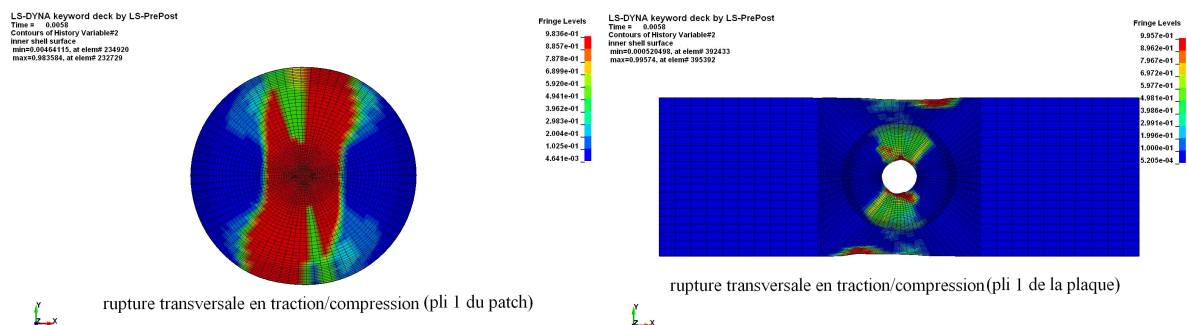 LS-DYNA keyword deck by LS-PrePost
Time = 0.0058
Contours of History Variable#2
inner shell surface
min=0.00464115, at elem# 234920
max=0.983584, at elem# 232729
Fringe Levels
9.836e-01
8.857e-01
7.878e-01
6.899e-01
5.920e-01
4.941e-01
3.962e-01
2.983e-01
2.004e-01
1.025e-01
4.641e-03
rupture transversale en traction/compression (pli 1 du patch)
Y
Z X
LS-DYNA keyword deck by LS-PrePost
Time = 0.0058
Contours of History Variable#2
inner shell surface
min=0.000520498, at elem# 392433
max=0.99574, at elem# 395392
Fringe Levels
9.957e-01
8.962e-01
7.967e-01
6.972e-01
5.977e-01
4.981e-01
3.986e-01
2.991e-01
1.996e-01
1.000e-01
5.205e-04
rupture transversale en traction/compression (pli 1 de la plaque)
Y
Z X